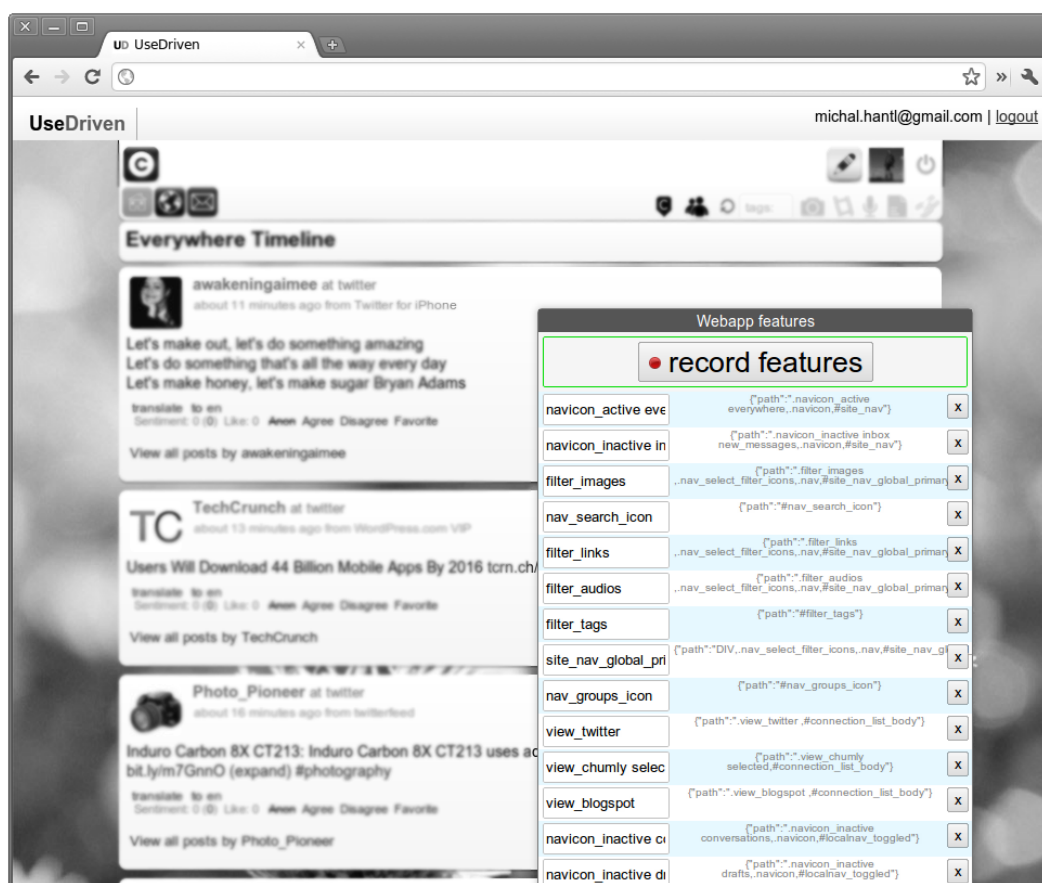 UD UseDriven
UseDriven
michal.hantl@gmail.com | logout
tags:
Everywhere Timeline
awakeningaimee at twitter
about 11 minutes ago from Twitter for iPhone
Let's make out, let's do something amazing
Let's do something that's all the way every day
Let's make honey, let's make sugar Bryan Adams
translate to en
Sentiment: 0 (0) Like: 0 Anon Agree Disagree Favorite
View all posts by awakeningaimee
TC
TechCrunch at twitter
about 13 minutes ago from WordPress.com VIP
Users Will Download 44 Billion Mobile Apps By 2016 tcrn.ch/
translate to en
Sentiment: 0 (0) Like: 0 Anon Agree Disagree Favorite
View all posts by TechCrunch
Photo_Pioneer at twitter
about 16 minutes ago from twitterfeed
Induro Carbon 8X CT213: Induro Carbon 8X CT213 uses ad
bit.ly/m7GnnO (expand) #photography
translate to en
Sentiment: 0 (0) Like: 0 Anon Agree Disagree Favorite
View all posts by Photo_Pioneer
Webapp features
record features
navicon_active eve
{"path":".navicon_active
everywhere,.navicon,#site_nav"}
x
navicon_inactive in
{"path":".navicon_inactive inbox
new_messages,.navicon,#site_nav"}
x
filter_images
{"path":".filter_images
,.nav_select_filter_icons,.nav,#site_nav_global_primary
x
nav_search_icon
{"path":"#nav_search_icon"}
x
filter_links
{"path":".filter_links
,.nav_select_filter_icons,.nav,#site_nav_global_primary
x
filter_audios
{"path":".filter_audios
,.nav_select_filter_icons,.nav,#site_nav_global_primary
x
filter_tags
{"path":"#filter_tags"}
x
site_nav_global_pri
{"path":"DIV,.nav_select_filter_icons,.nav,#site_nav_gl
x
nav_groups_icon
{"path":"#nav_groups_icon"}
x
view_twitter
{"path":".view_twitter ,#connection_list_body"}
x
view_chumly selec
{"path":".view_chumly
selected,#connection_list_body"}
x
view_blogspot
{"path":".view_blogspot ,#connection_list_body"}
x
navicon_inactive co
{"path":".navicon_inactive
conversations,.navicon,#localnav_toggled"}
x
navicon_inactive dr
{"path":".navicon_inactive
drafts,.navicon,#localnav_toggled"}
x